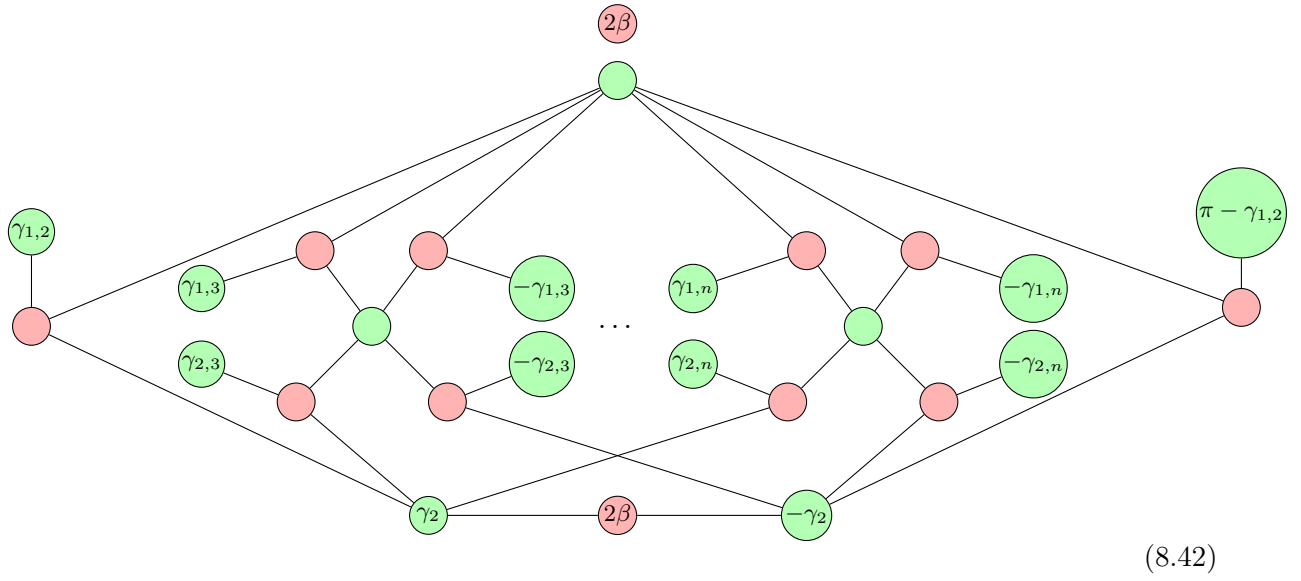 2β
γ₁,₂
π − γ₁,₂
γ₁,₃
−γ₁,₃
γ₁,ₙ
−γ₁,ₙ
...
γ₂,₃
−γ₂,₃
γ₂,ₙ
−γ₂,ₙ
γ₂
2β
−γ₂
(8.42)